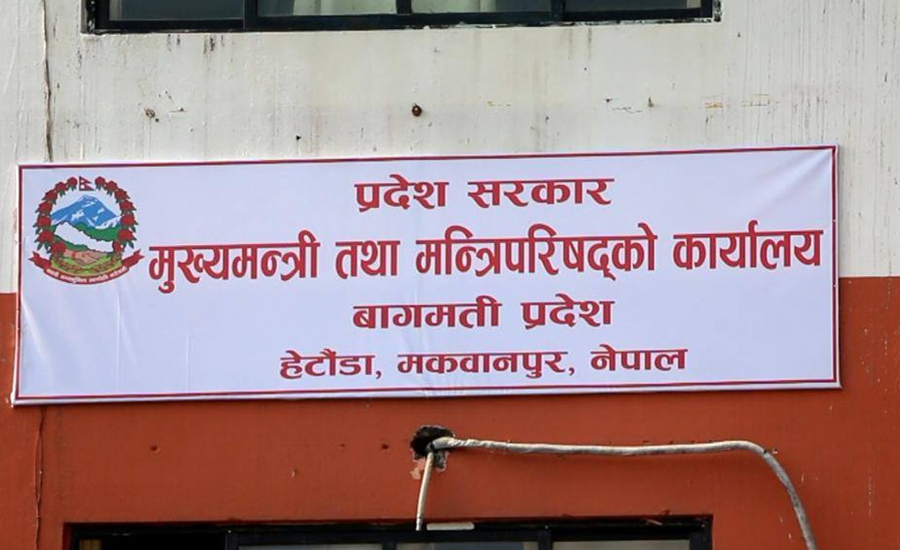 प्रदेश सरकार
मुख्यमन्त्री तथा मन्त्रिपरिषद्को कार्यालय
बागमती प्रदेश
हेटौंडा, मकवानपुर, नेपाल